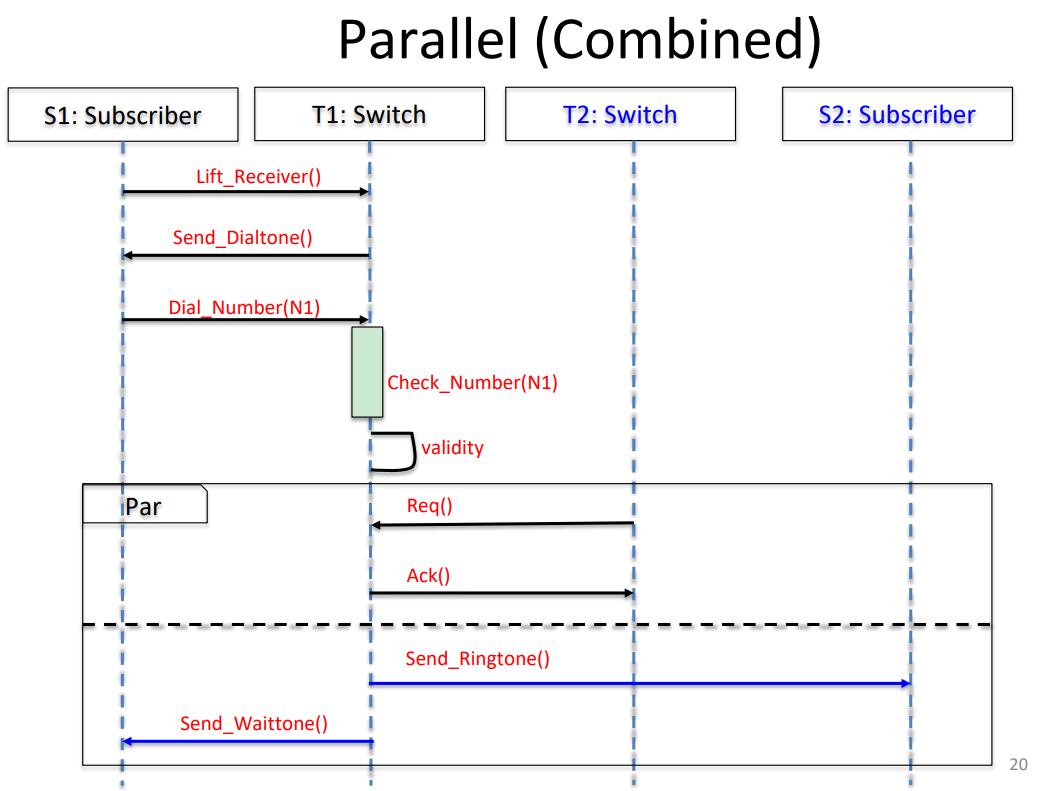 Parallel (Combined)
S1: Subscriber
T1: Switch
T2: Switch
S2: Subscriber
Lift_Receiver()
Send_Dialtone()
Dial_Number(N1)
Check_Number(N1)
validity
Par
Req()
Ack()
Send_Ringtone()
Send_Waittone()
20